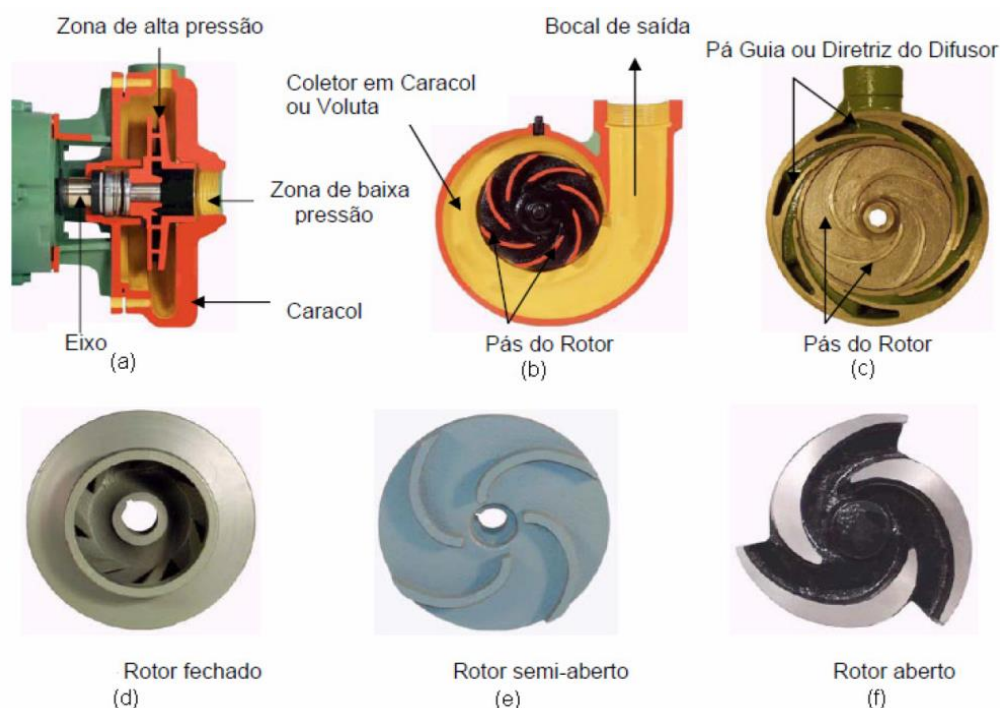 Zona de alta pressão
Bocal de saída
Pá Guia ou Diretriz do Difusor
Coletor em Caracol
ou Voluta
Zona de baixa
pressão
Caracol
Eixo
(a)
Pás do Rotor
(b)
Pás do Rotor
(c)
Rotor fechado
(d)
Rotor semi-aberto
(e)
Rotor aberto
(f)